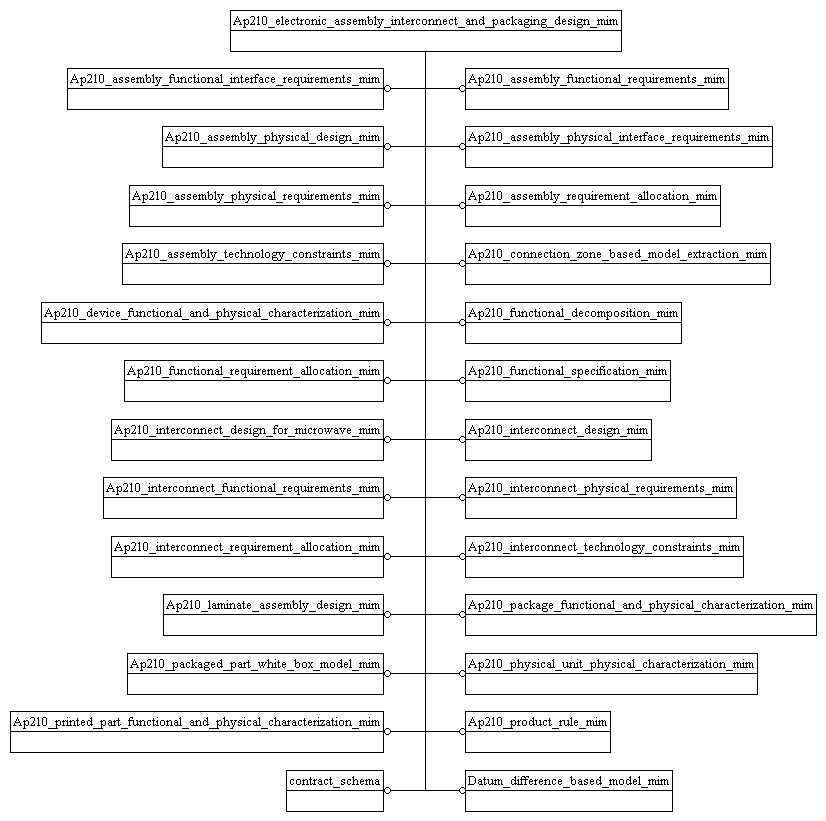 Ap210_electronic_assembly_interconnect_and_packaging_design_mim
Ap210_assembly_functional_interface_requirements_mim
Ap210_assembly_functional_requirements_mim
Ap210_assembly_physical_design_mim
Ap210_assembly_physical_interface_requirements_mim
Ap210_assembly_physical_requirements_mim
Ap210_assembly_requirement_allocation_mim
Ap210_assembly_technology_constraints_mim
Ap210_connection_zone_based_model_extraction_mim
Ap210_device_functional_and_physical_characterization_mim
Ap210_functional_decomposition_mim
Ap210_functional_requirement_allocation_mim
Ap210_functional_specification_mim
Ap210_interconnect_design_for_microwave_mim
Ap210_interconnect_design_mim
Ap210_interconnect_functional_requirements_mim
Ap210_interconnect_physical_requirements_mim
Ap210_interconnect_requirement_allocation_mim
Ap210_interconnect_technology_constraints_mim
Ap210_laminate_assembly_design_mim
Ap210_package_functional_and_physical_characterization_mim
Ap210_packaged_part_white_box_model_mim
Ap210_physical_unit_physical_characterization_mim
Ap210_printed_part_functional_and_physical_characterization_mim
Ap210_product_rule_mim
contract_schema
Datum_difference_based_model_mim